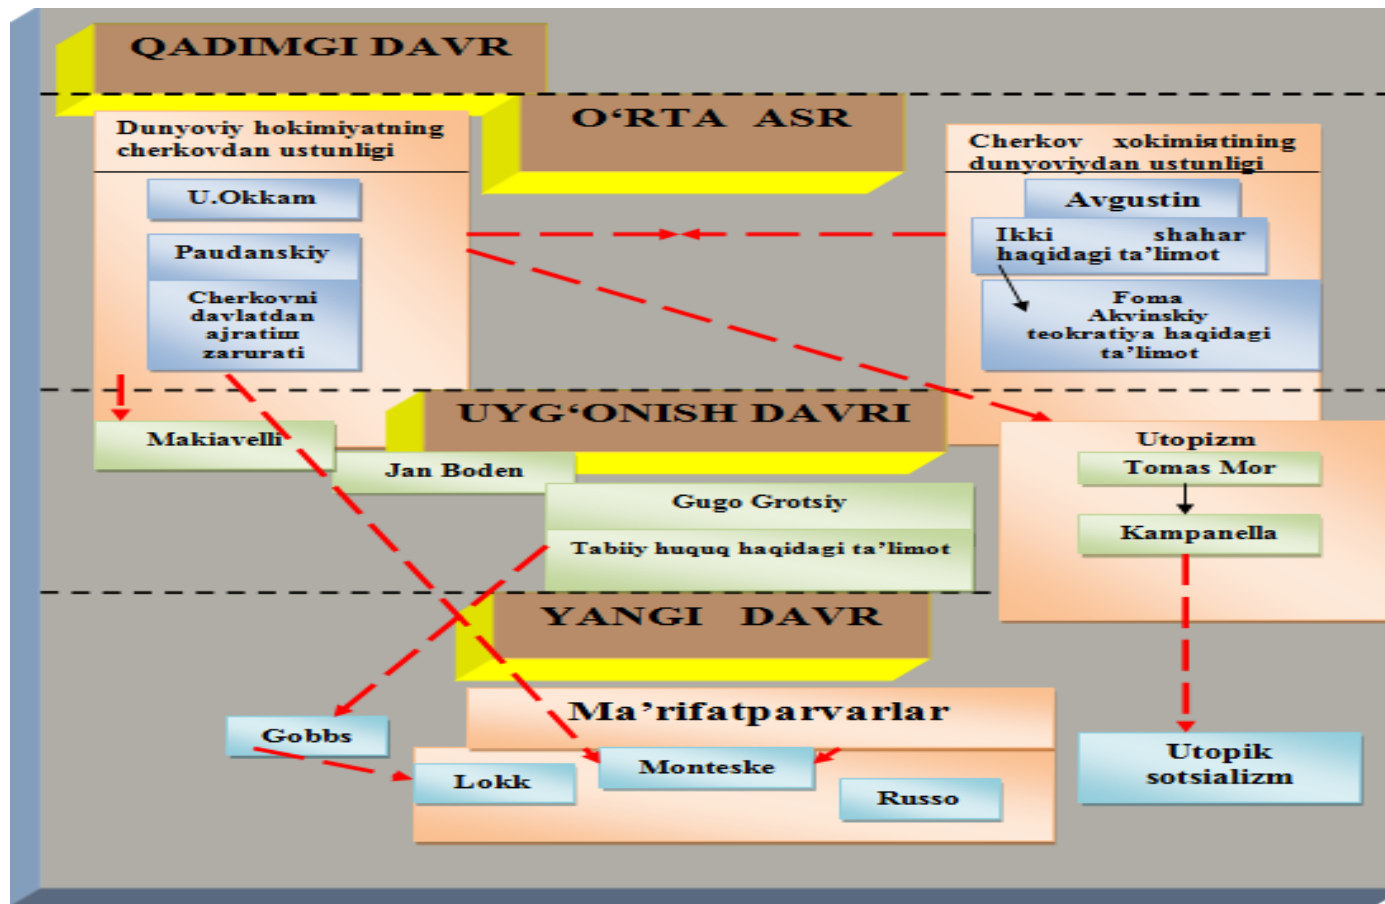 QADIMGI DAVR
O‘RTA ASR
Dunyoviy hokimiyatning
cherkovdan ustunligi
U.Okkam
Paudanskiy
Cherkovni
davlatdan
ajratiш
zarurati
Cherkov ҳokimiяtining
dunyoviydan ustunligi
Avgustin
Ikki shahar
haqidagi ta’limot
Foma
Akvinskiy
teokratiya haqidagi
ta’limot
UYG‘ONISH DAVRI
Makiavelli
Jan Boden
Gugo Grotsiy
Tabiiy huquq haqidagi ta’limot
Utopizm
Tomas Mor
Kampanella
YANGI DAVR
Ma’rifatparvarlar
Gobbs
Lokk
Monteske
Russo
Utopik
sotsializm